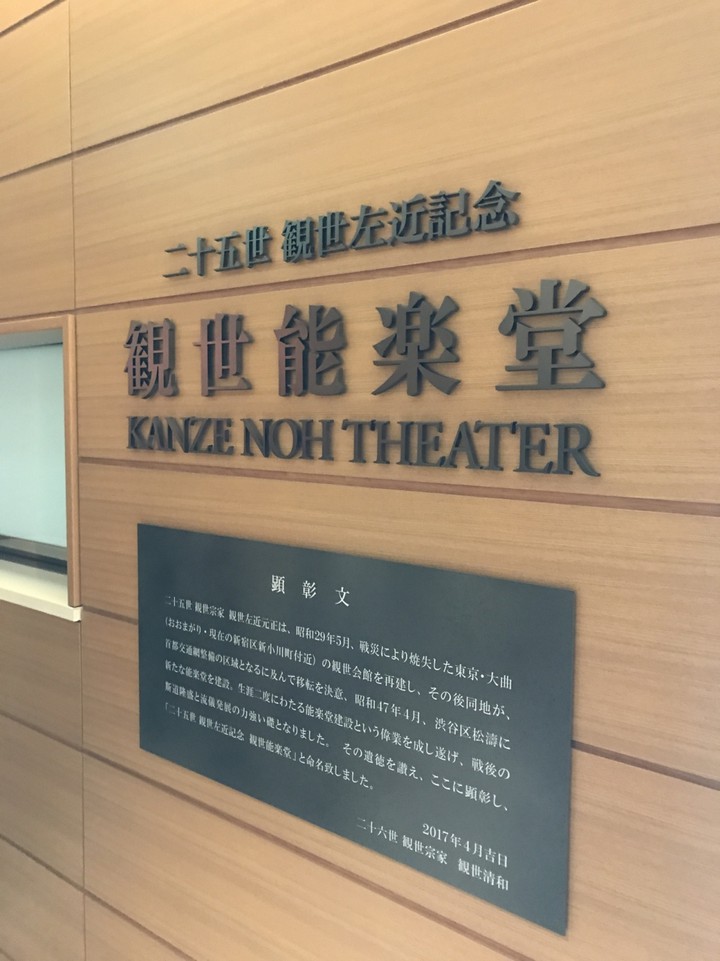 二十五世 観世左近記念
観世能楽堂
KANZE NOH THEATER
顕彰文
二十五世 観世宗家 観世左近元正は、昭和29年5月、戦災により焼失した東京・大曲
(おおまがり・現在の新宿区新小川町付近)の観世会館を再建し、その後同地が、
首都交通網整備の区域となるに及んで移転を決意、昭和47年4月、渋谷区松濤に
新たな能楽堂を建設。生涯二度にわたる能楽堂建設という偉業を成し遂げ、戦後の
斯道隆盛と流儀発展の力強い礎となりました。その遺徳を讃え、ここに顕彰し、
「二十五世 観世左近記念 観世能楽堂」と命名致しました。
2017年4月吉日
二十六世 観世宗家 観世清和